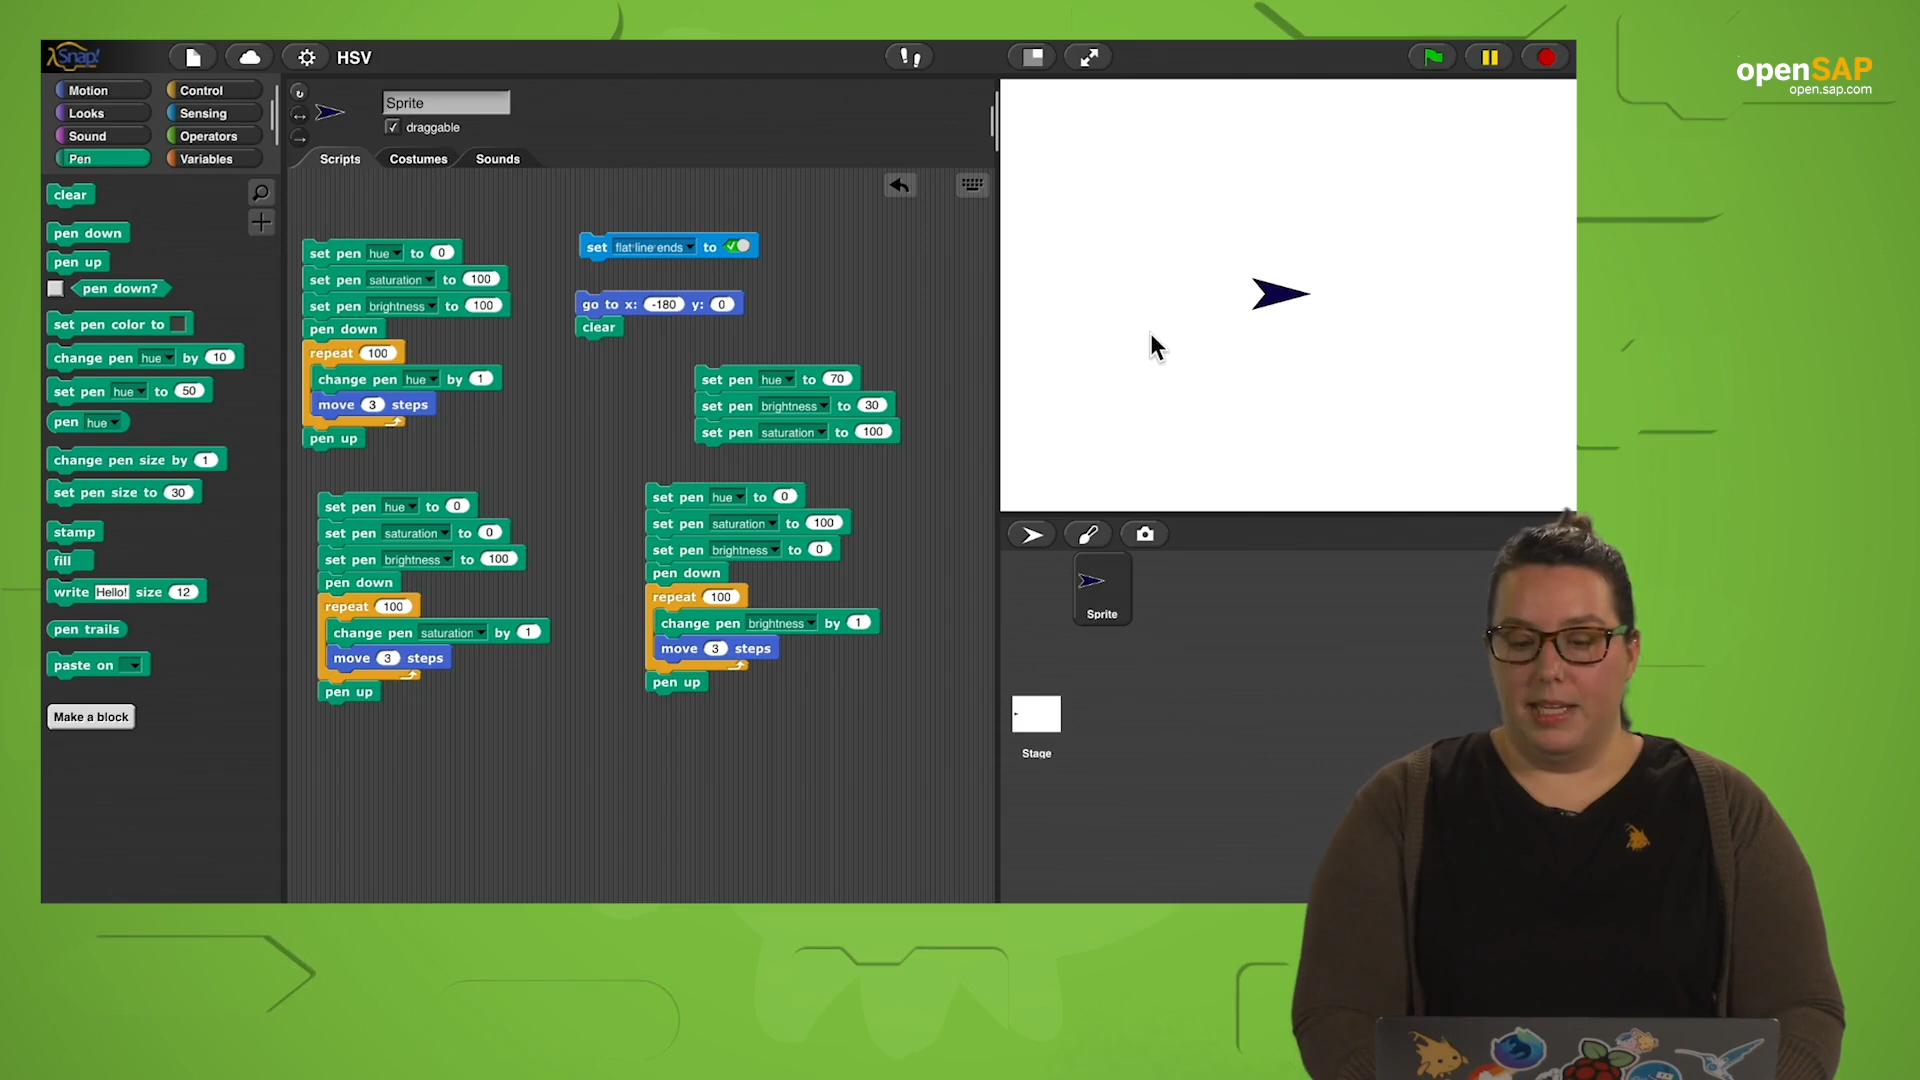 λSnap!
HSV
openSAP
open.sap.com
Motion
Control
Looks
Sensing
Sound
Operators
Pen
Variables
Sprite
draggable
Scripts
Costumes
Sounds
clear
pen down
pen up
pen down?
set pen color to
change pen hue by 10
set pen hue to 50
pen hue
change pen size by 1
set pen size to 30
stamp
fill
write Hello! size 12
pen trails
paste on
Make a block
set pen hue to 0
set pen saturation to 100
set pen brightness to 100
pen down
repeat 100
change pen hue by 1
move 3 steps
pen up
set flat line ends to
go to x: -180 y: 0
clear
set pen hue to 70
set pen brightness to 30
set pen saturation to 100
set pen hue to 0
set pen saturation to 0
set pen brightness to 100
pen down
repeat 100
change pen saturation by 1
move 3 steps
pen up
set pen hue to 0
set pen saturation to 100
set pen brightness to 0
pen down
repeat 100
change pen brightness by 1
move 3 steps
pen up
Sprite
Stage